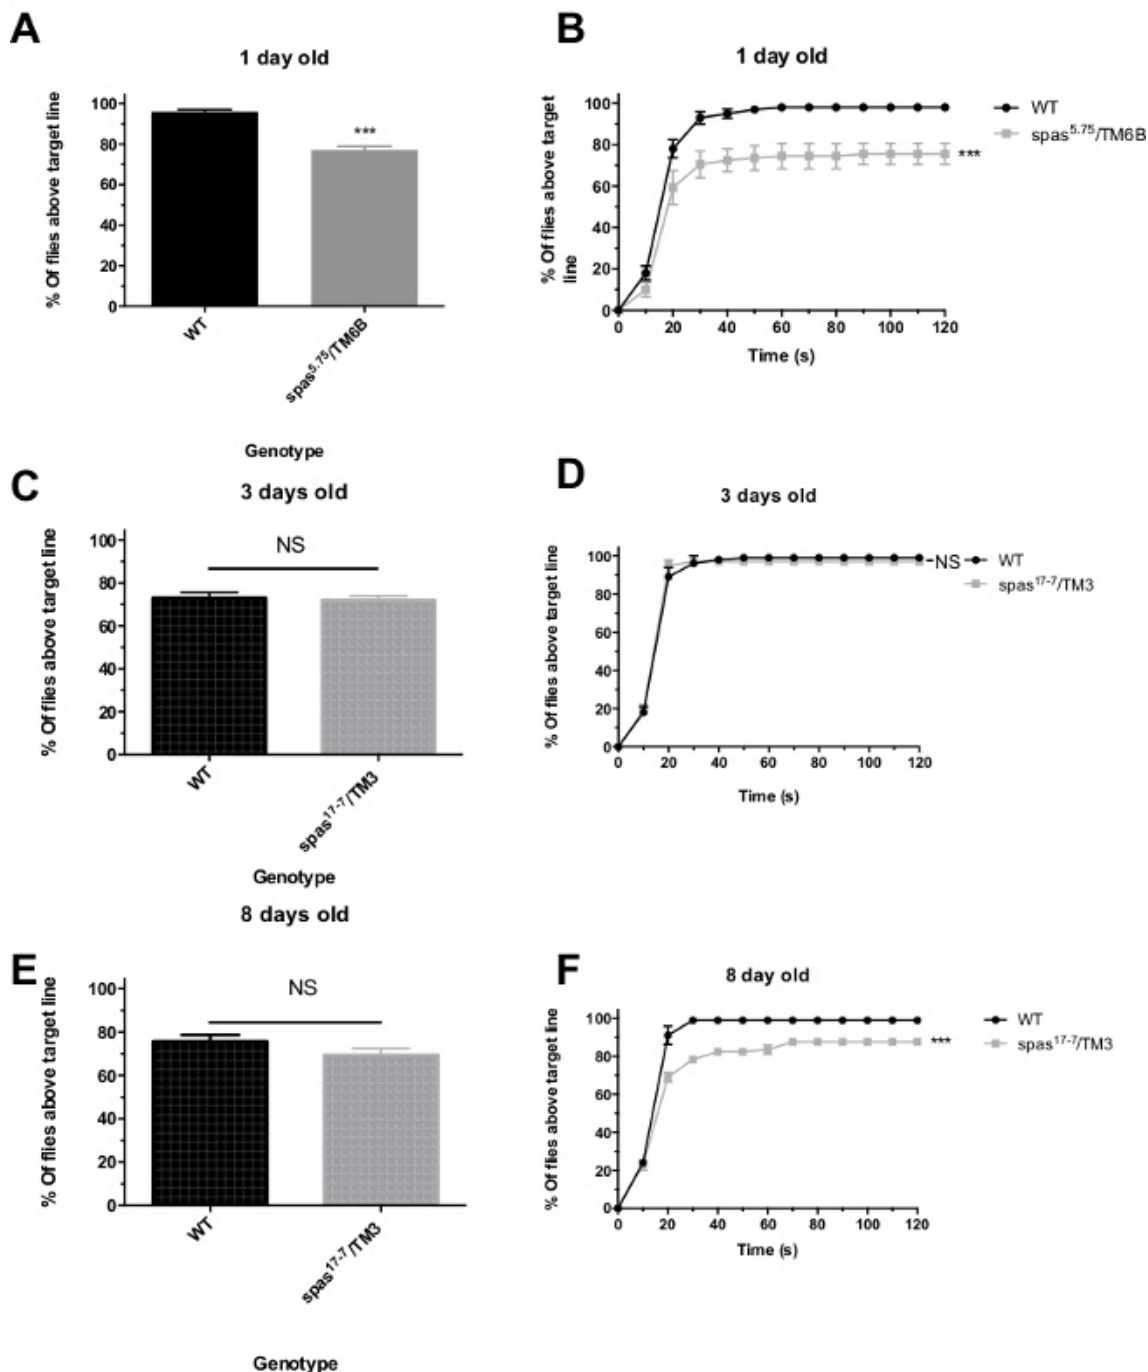 A
1 day old
% Of flies above target line
100
80
60
40
20
0
***
WT
spas5.75/TM6B
Genotype
B
1 day old
% Of flies above target
line
100
80
60
40
20
0
0 20 40 60 80 100 120
Time (s)
WT
spas5.75/TM6B
***
C
3 days old
% Of flies above target line
100
80
60
40
20
0
NS
WT
spas17-7/TM3
Genotype
D
3 days old
% Of flies above target line
100
80
60
40
20
0
0 20 40 60 80 100 120
Time (s)
NS
WT
spas17-7/TM3
8 days old
E
% Of flies above target line
100
80
60
40
20
0
NS
WT
spas17-7/TM3
Genotype
F
8 day old
% Of flies above target line
100
80
60
40
20
0
0 20 40 60 80 100 120
Time (s)
WT
spas17-7/TM3
***